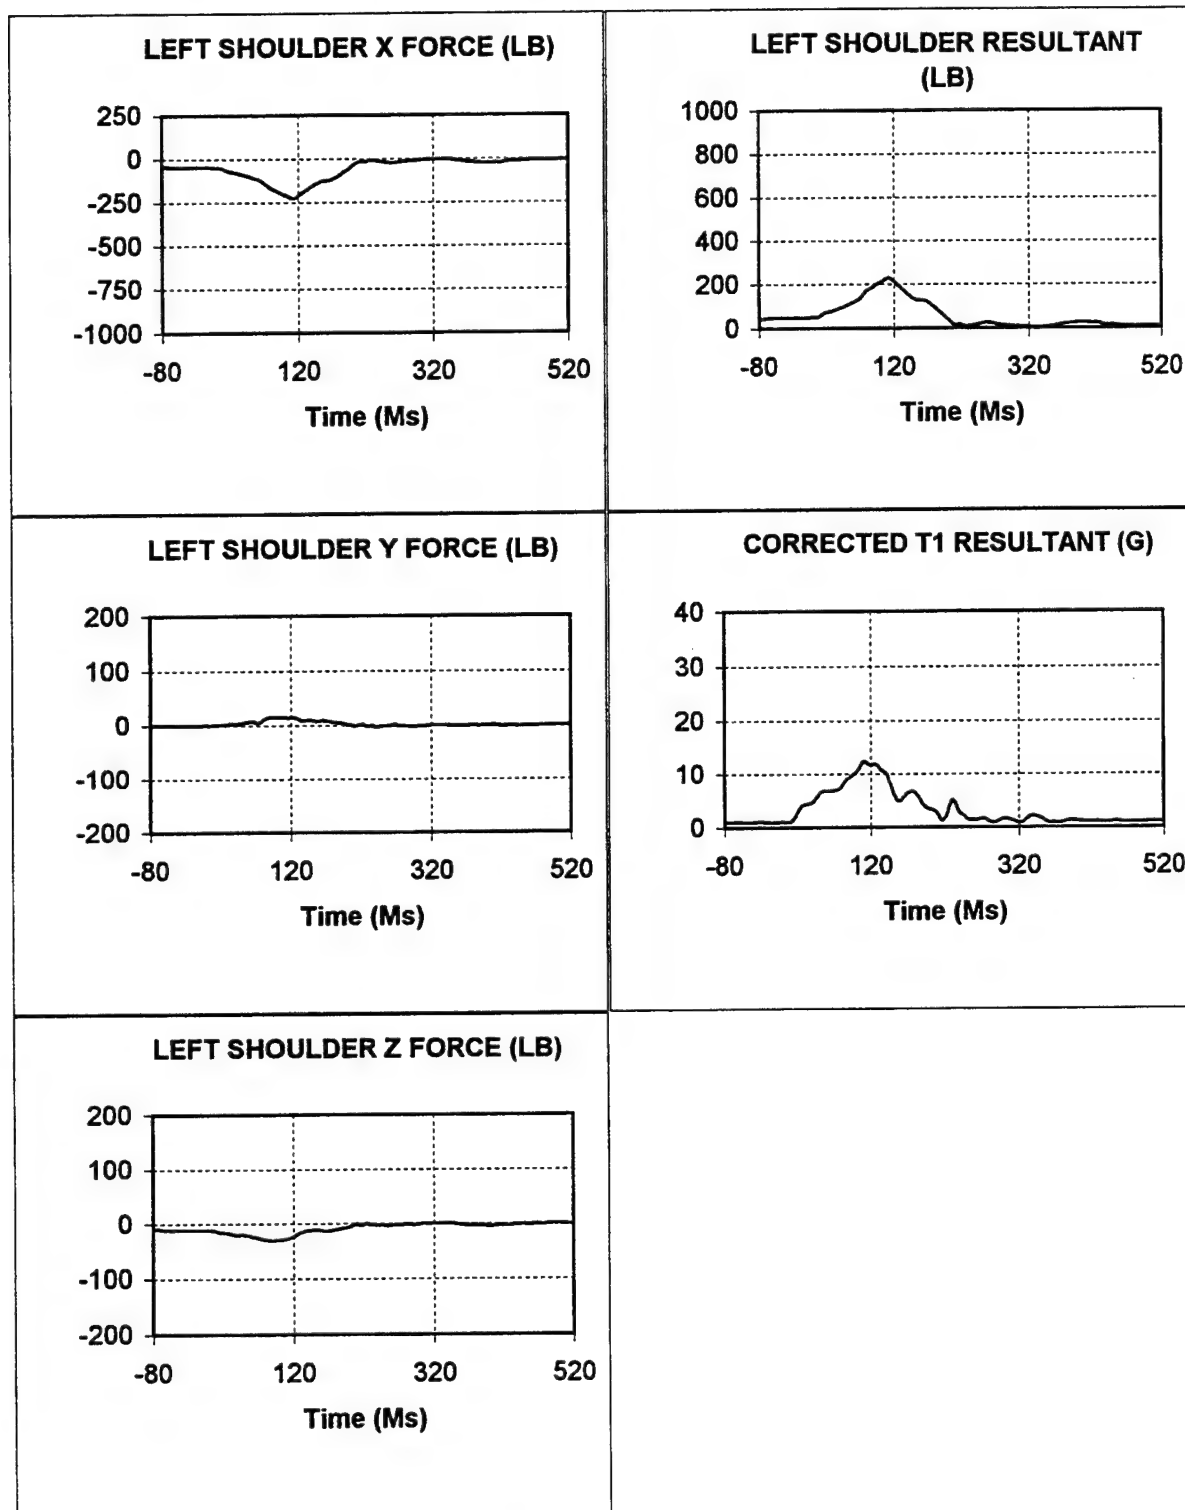 LEFT SHOULDER X FORCE (LB)
250
0
-250
-500
-750
-1000
-80 120 320 520
Time (Ms)
LEFT SHOULDER RESULTANT
(LB)
1000
800
600
400
200
0
-80 120 320 520
Time (Ms)
LEFT SHOULDER Y FORCE (LB)
200
100
0
-100
-200
-80 120 320 520
Time (Ms)
CORRECTED T1 RESULTANT (G)
40
30
20
10
0
-80 120 320 520
Time (Ms)
LEFT SHOULDER Z FORCE (LB)
200
100
0
-100
-200
-80 120 320 520
Time (Ms)